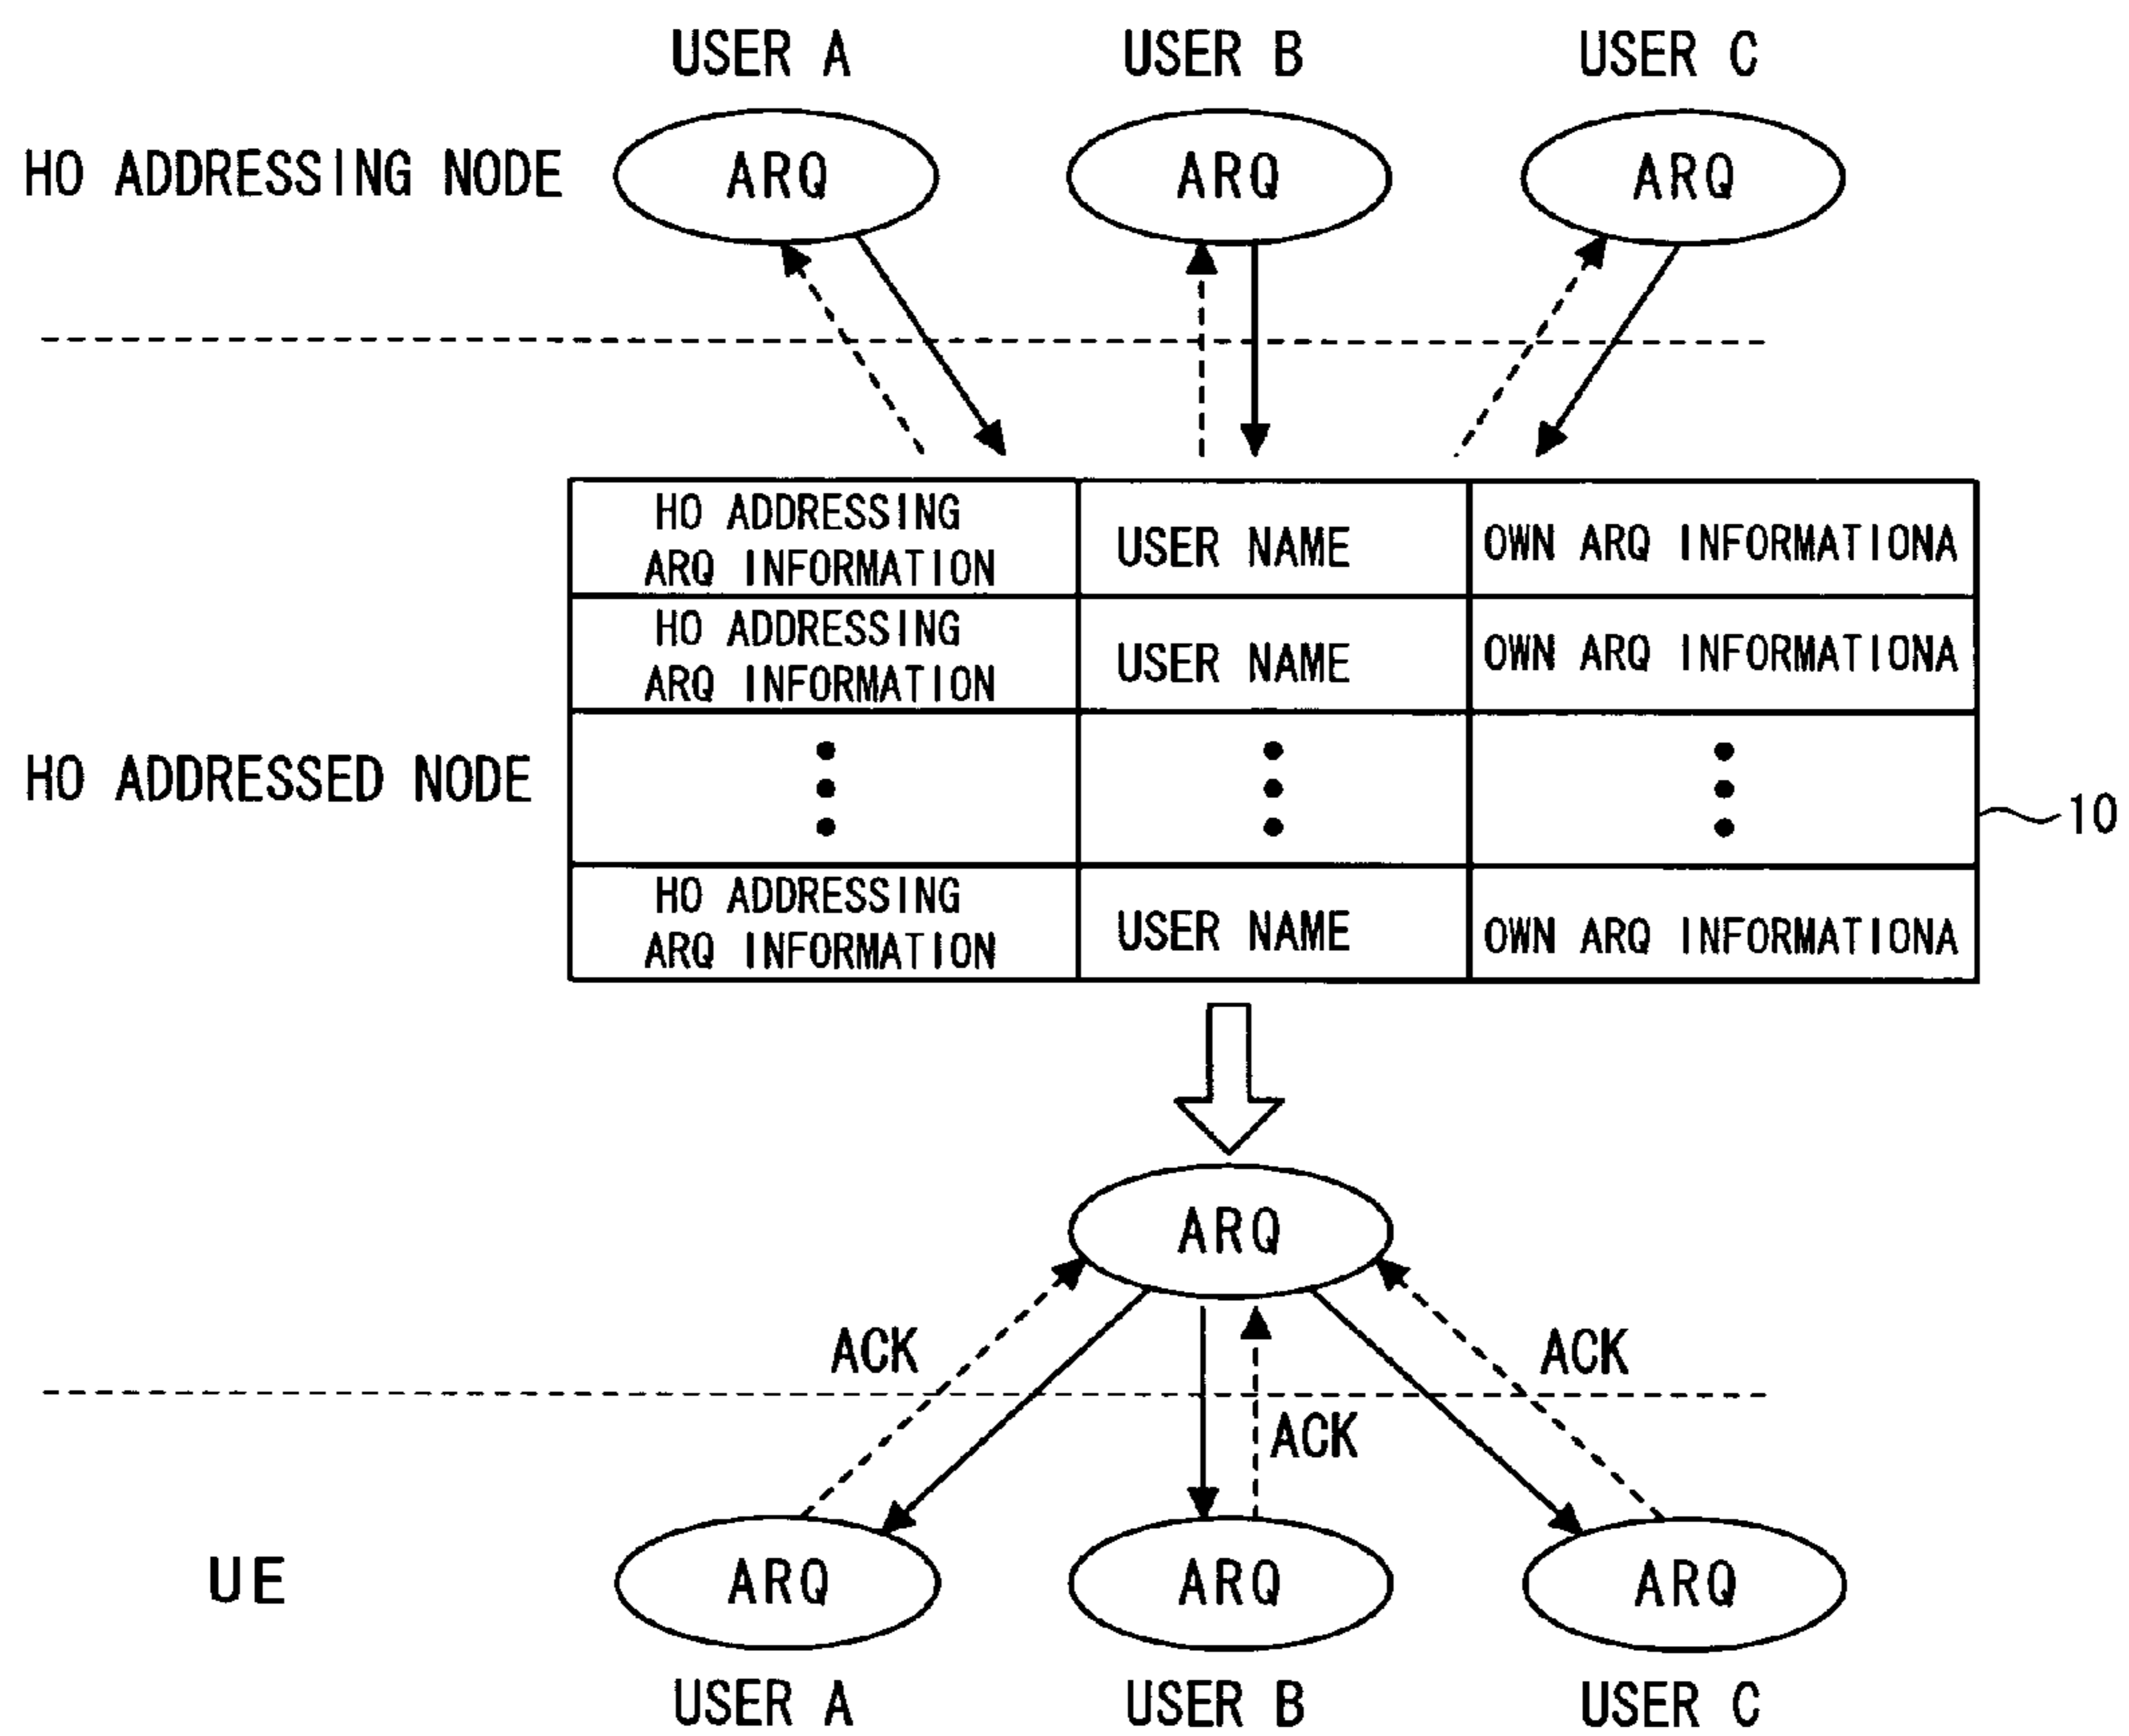 USER A USER B USER C
HO ADDRESSING NODE ARQ ARQ ARQ
HO ADDRESSING
ARQ INFORMATION
USER NAME
OWN ARQ INFORMATIONA
HO ADDRESSING
ARQ INFORMATION
USER NAME
OWN ARQ INFORMATIONA
HO ADDRESSED NODE
10
HO ADDRESSING
ARQ INFORMATION
USER NAME
OWN ARQ INFORMATIONA
ARQ
ACK ACK
ACK
UE ARQ ARQ ARQ
USER A USER B USER C